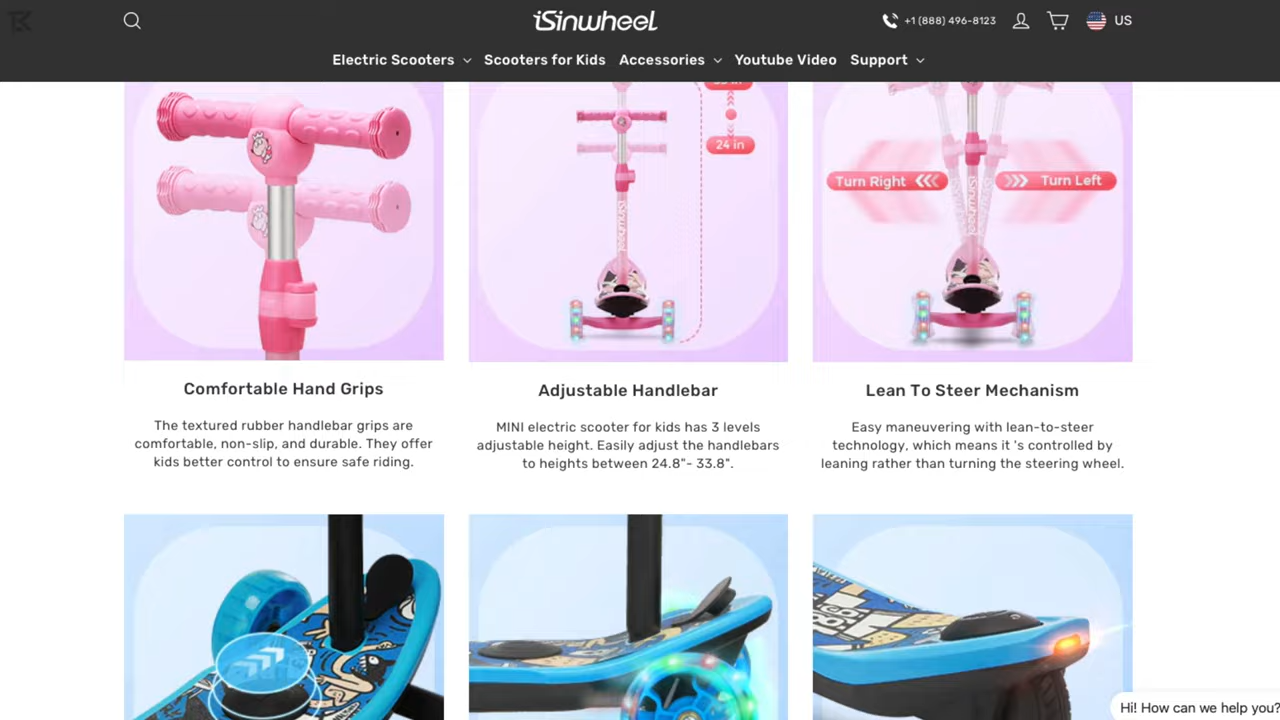 iSinwheel
+1 (888) 496-8123
US
Electric Scooters
Scooters for Kids
Accessories
Youtube Video
Support
24 in
Turn Right
Turn Left
iSinwheel
Comfortable Hand Grips
The textured rubber handlebar grips are
comfortable, non-slip, and durable. They offer
kids better control to ensure safe riding.
Adjustable Handlebar
MINI electric scooter for kids has 3 levels
adjustable height. Easily adjust the handlebars
to heights between 24.8"- 33.8".
Lean To Steer Mechanism
Easy maneuvering with lean-to-steer
technology, which means it 's controlled by
leaning rather than turning the steering wheel.
Hi! How can we help you?